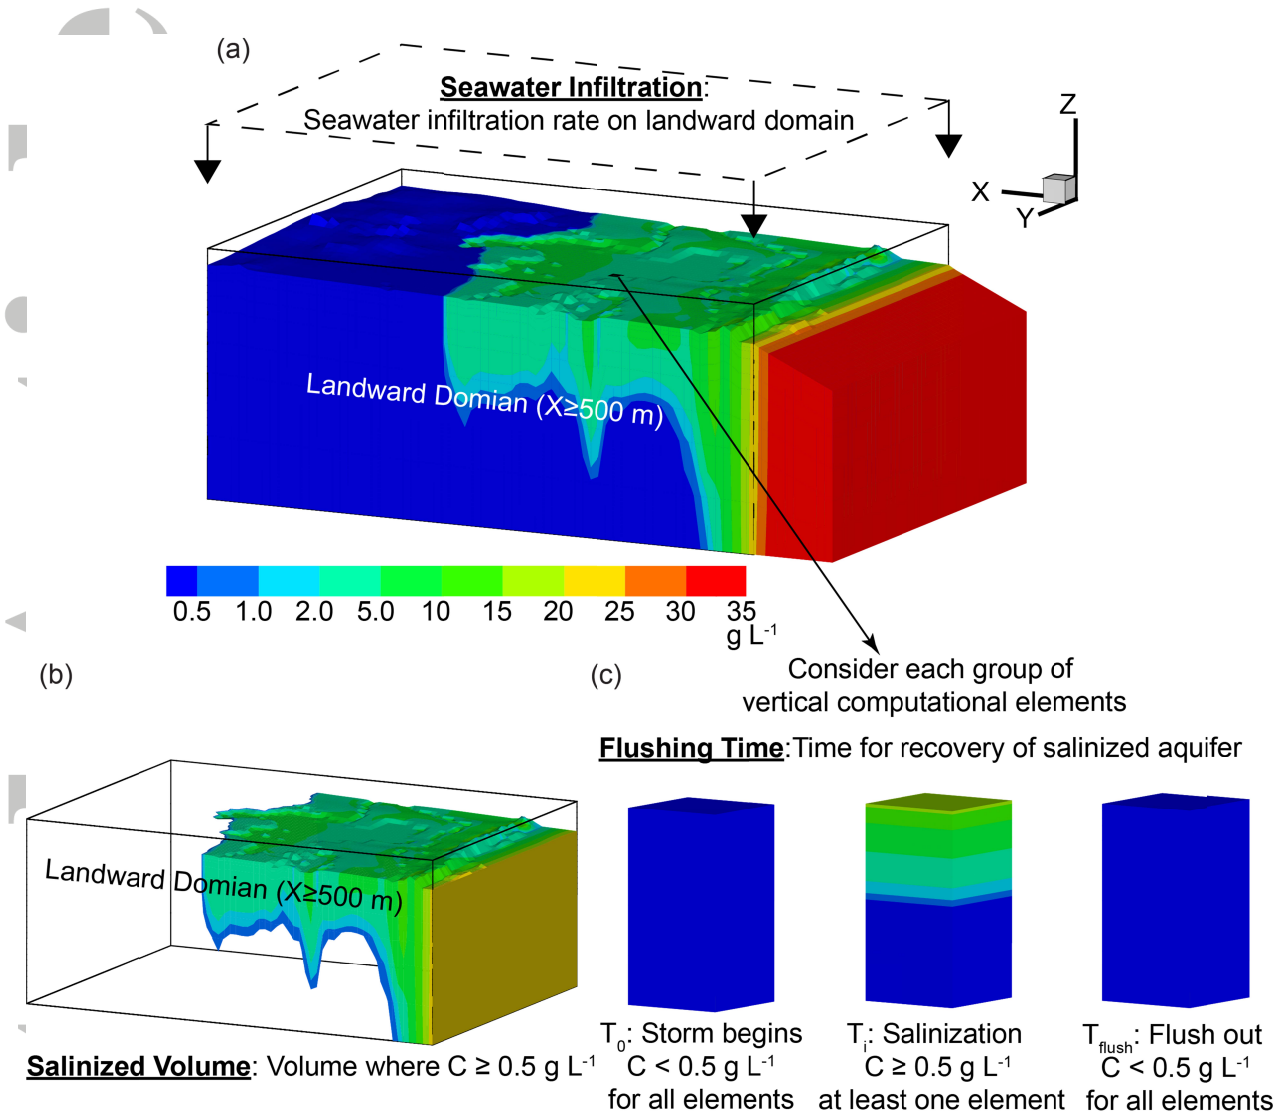 (a)
Seawater Infiltration:
Seawater infiltration rate on landward domain
Z
X
Y
Landward Domian (X≥500 m)
0.5 1.0 2.0 5.0 10 15 20 25 30 35
g L⁻¹
Consider each group of
vertical computational elements
(b)
Landward Domian (X≥500 m)
Salinized Volume: Volume where C ≥ 0.5 g L⁻¹
(c)
Flushing Time:Time for recovery of salinized aquifer
T₀: Storm begins
C < 0.5 g L⁻¹
for all elements
Tᵢ: Salinization
C ≥ 0.5 g L⁻¹
at least one element
T_flush: Flush out
C < 0.5 g L⁻¹
for all elements